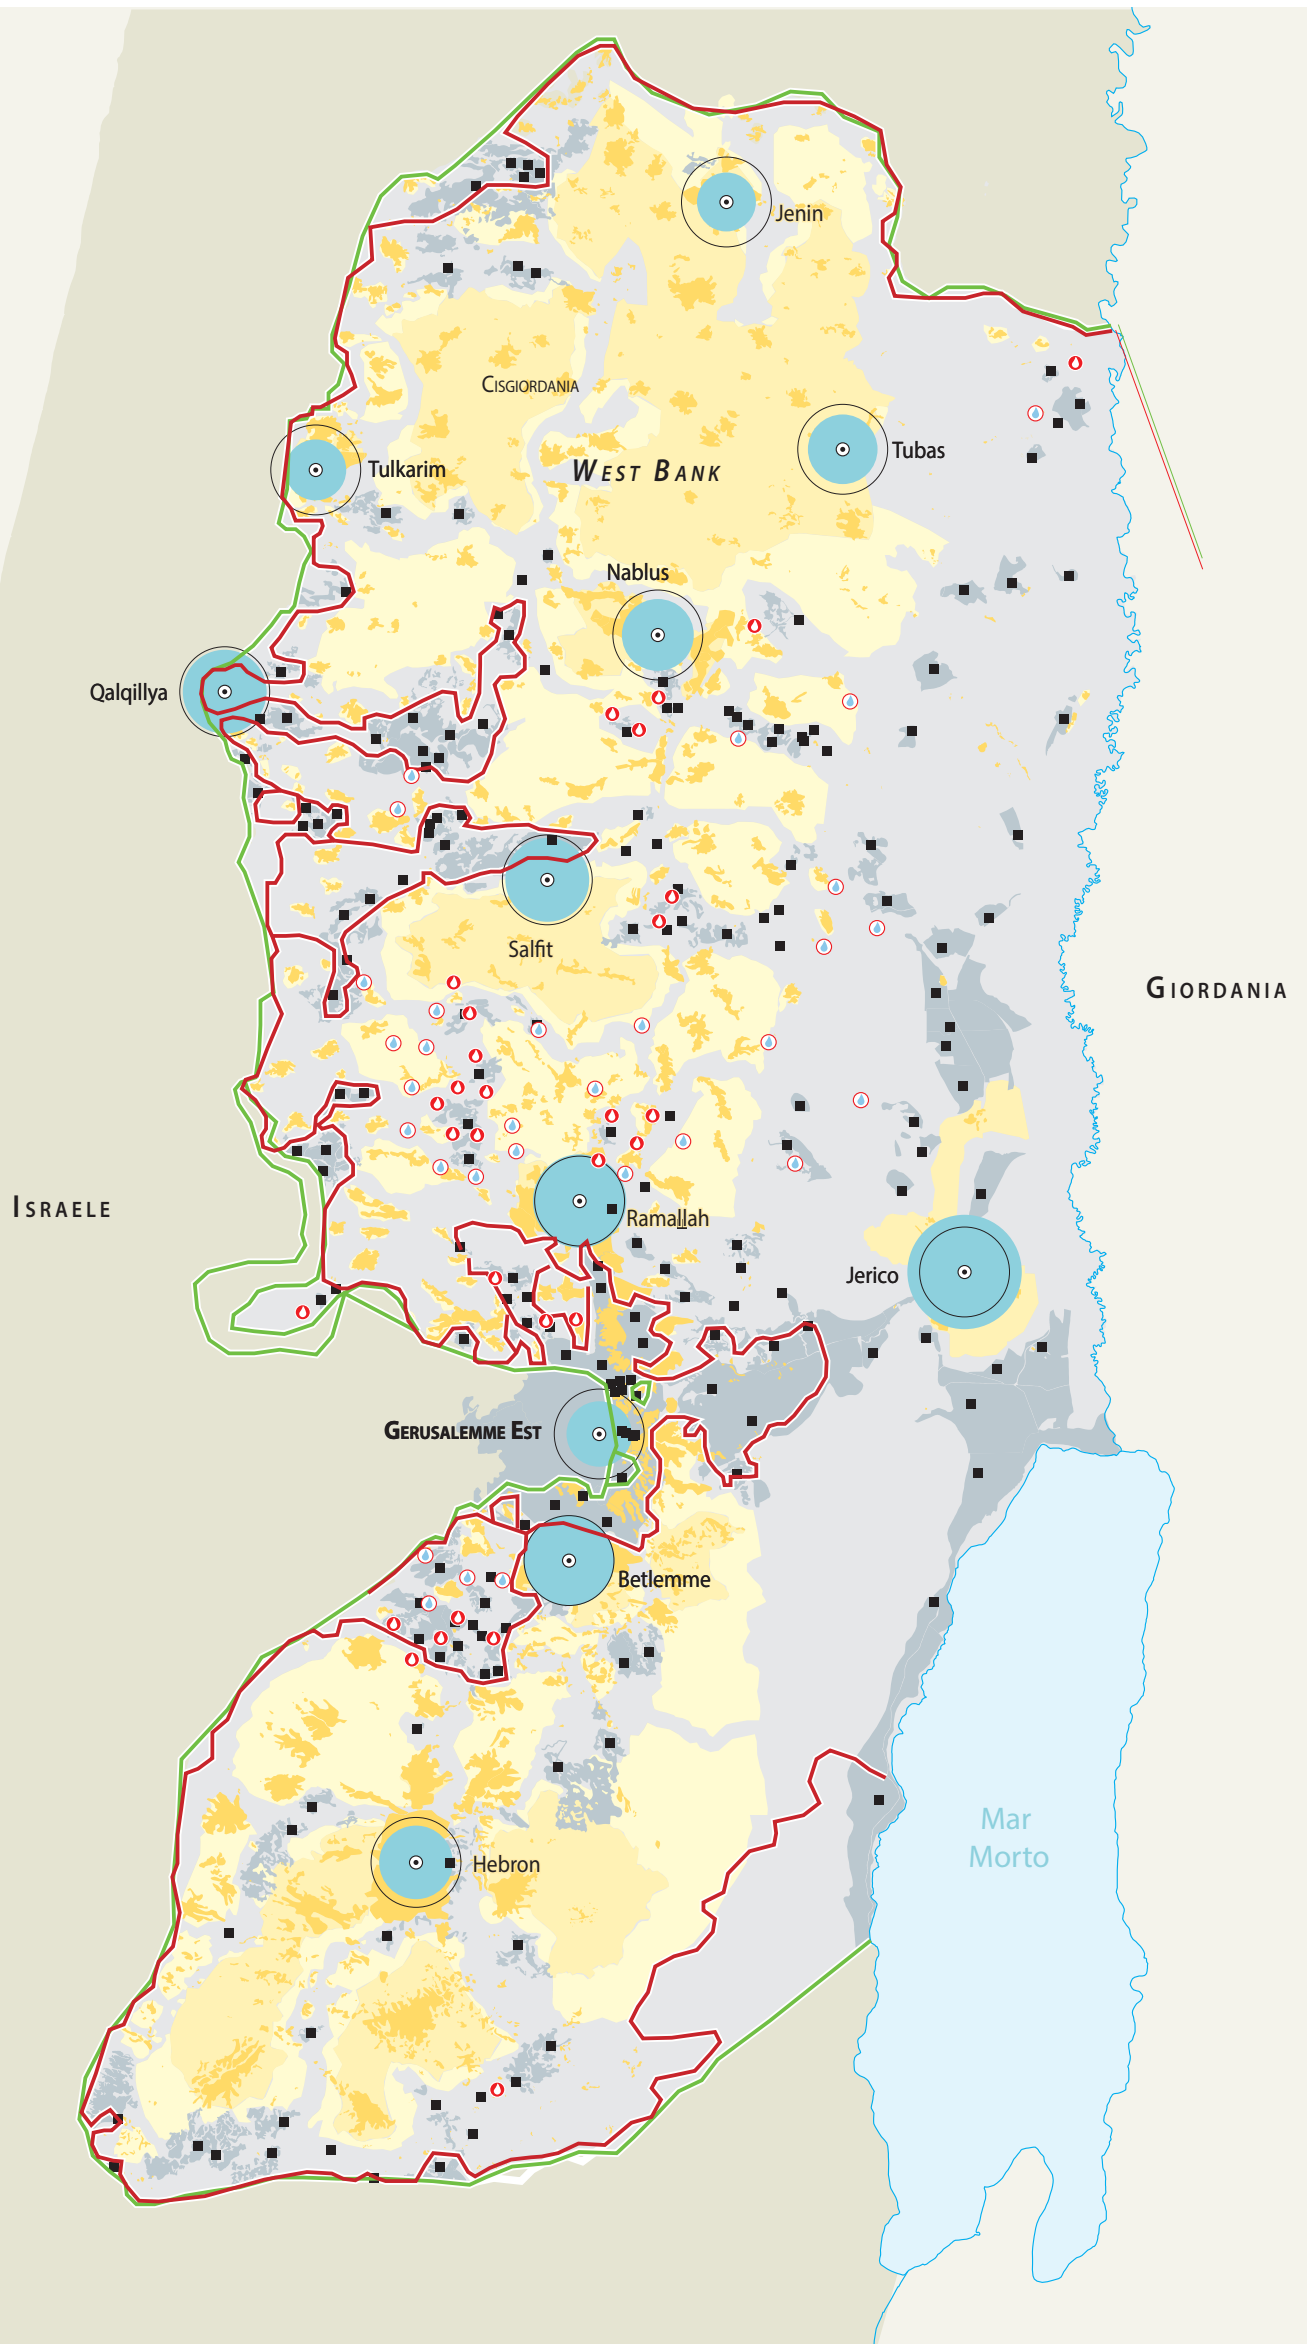 Jenin
CISGIORDANIA
Tubas
WEST BANK
Tulkarim
Nablus
Qalqillya
Salfit
GIORDANIA
ISRAELE
Ramallah
Jerico
GERUSALEMME EST
Betlemme
Mar
Morto
Hebron